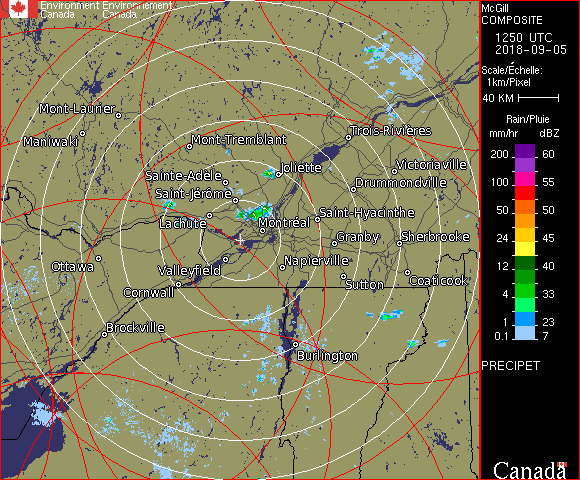 Environment Environnement
Canada Canada
McGill
COMPOSITE
1250 UTC
2018-09-05
Scale/Échelle:
1km/Pixel
40 KM
Rain/Pluie
mm/hr dBZ
200 60
150 57
100 55
50 50
24 45
12 40
4 33
1 23
0.1 7
PRECIPET
Canada
Mont-Laurier
Maniwaki
Mont-Tremblant
Trois-Rivières
Sainte-Adèle
Joliette
Victoriaville
Saint-Jérôme
Drummondville
Lachute
Montréal
Saint-Hyacinthe
Granby
Sherbrooke
Ottawa
Valleyfield
Napierville
Cornwall
Sutton
Coaticook
Brockville
Burlington